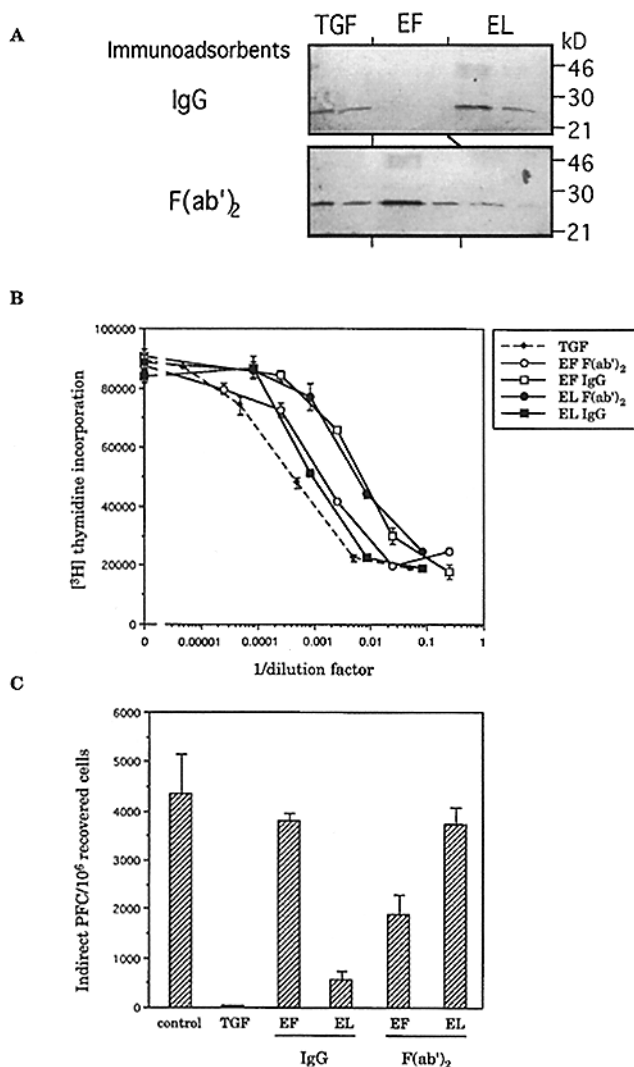 A
TGF EF EL
Immunoadsorbents
kD
IgG
46
30
21
F(ab')₂
46
30
21
B
[³H] thymidine incorporation
100000
80000
60000
40000
20000
0
0 0.00001 0.0001 0.001 0.01 0.1 1
1/dilution factor
TGF
EF F(ab')₂
EF IgG
EL F(ab')₂
EL IgG
C
Indirect PFC/10⁶ recovered cells
6000
5000
4000
3000
2000
1000
0
control TGF EF EL EF EL
IgG F(ab')₂